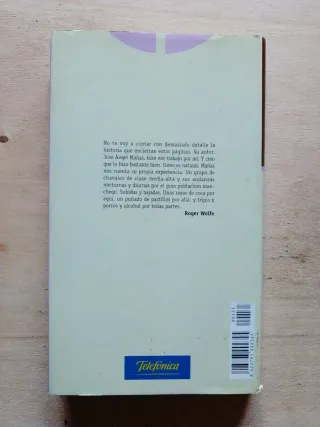 No te voy a contar con demasiado detalle la
historia que encierran estas páginas. Su autor,
José Ángel Mañas, hizo ese trabajo por mí. Y creo
que lo hizo bastante bien. Como es natural, Mañas
nos cuenta su propia experiencia. Un grupo de
chavales de clase media-alta y sus andanzas
nocturnas y diurnas por el gran poblachón man-
chego. Subidas y bajadas. Unas rayas de coca por
aquí, un puñado de pastillas por allá, y tripis y
porros y alcohol por todas partes.
Roger Wolfe
Telefónica